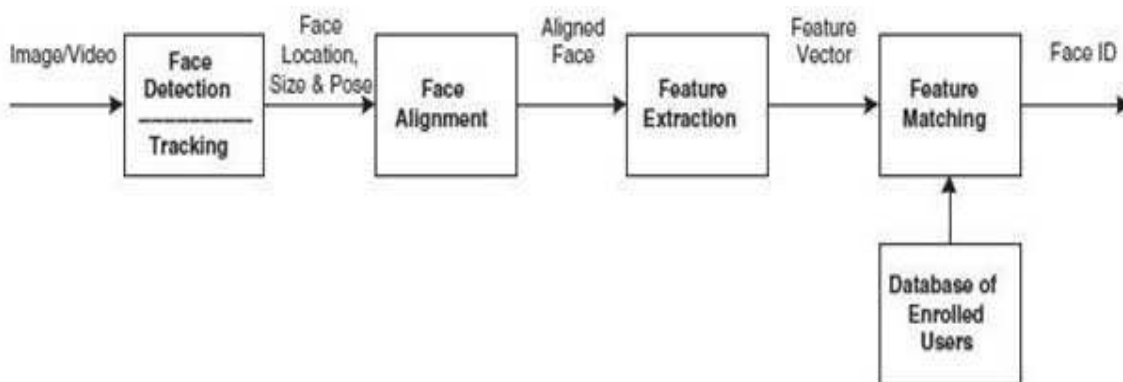 Image/Video
Face
Detection
Tracking
Face
Location,
Size & Pose
Face
Alignment
Aligned
Face
Feature
Extraction
Feature
Vector
Feature
Matching
Face ID
Database of
Enrolled
Users